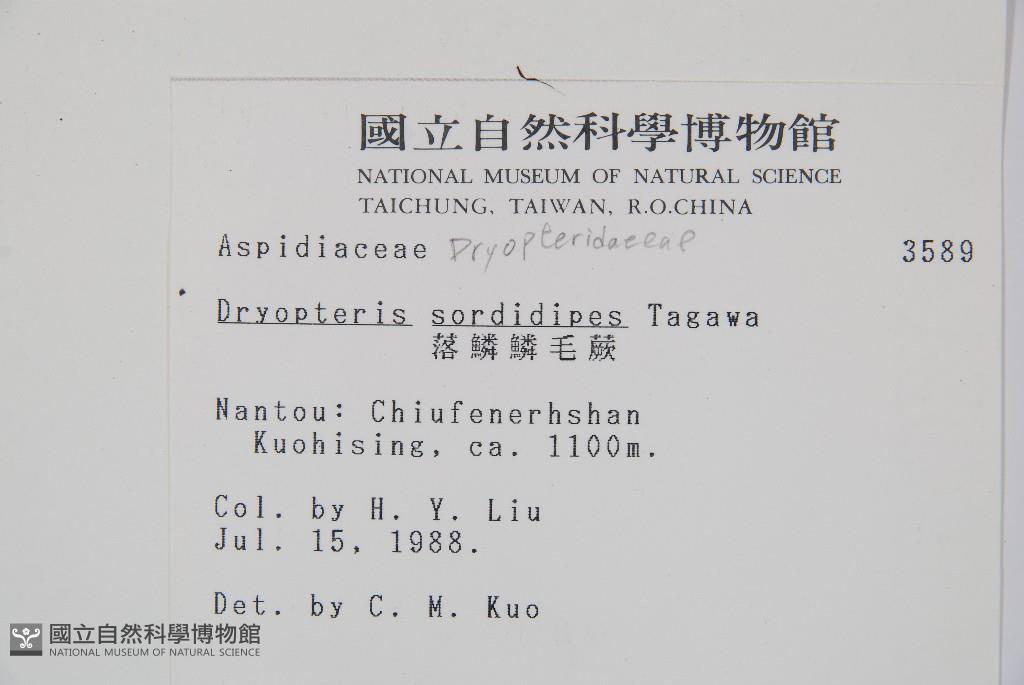 國立自然科學博物館
NATIONAL MUSEUM OF NATURAL SCIENCE
TAICHUNG, TAIWAN, R.O.CHINA
Aspidiaceae Dryopteridaceae 3589
Dryopteris sordidipes Tagawa
落鱗鱗毛蕨
Nantou: Chiufenerhshan
Kuohising, ca. 1100m.
Col. by H. Y. Liu
Jul. 15, 1988.
Det. by C. M. Kuo
國立自然科學博物館
NATIONAL MUSEUM OF NATURAL SCIENCE